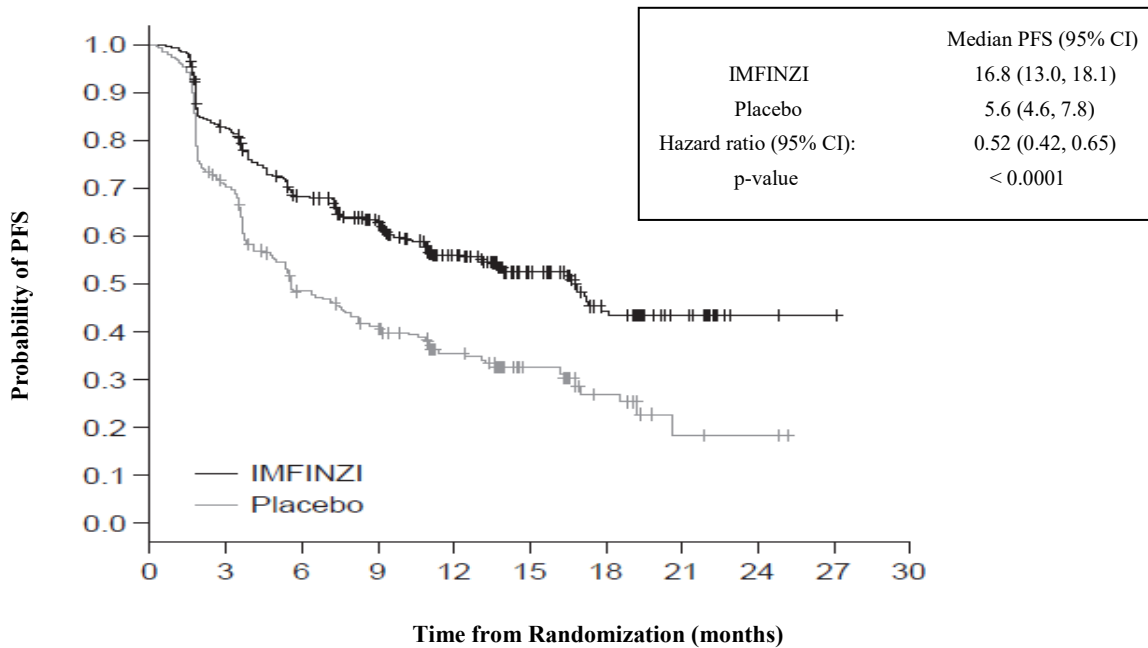 Median PFS (95% CI)
IMFINZI 16.8 (13.0, 18.1)
Placebo 5.6 (4.6, 7.8)
Hazard ratio (95% CI): 0.52 (0.42, 0.65)
p-value < 0.0001
Probability of PFS
1.0
0.9
0.8
0.7
0.6
0.5
0.4
0.3
0.2
0.1
0.0
IMFINZI
Placebo
0 3 6 9 12 15 18 21 24 27 30
Time from Randomization (months)